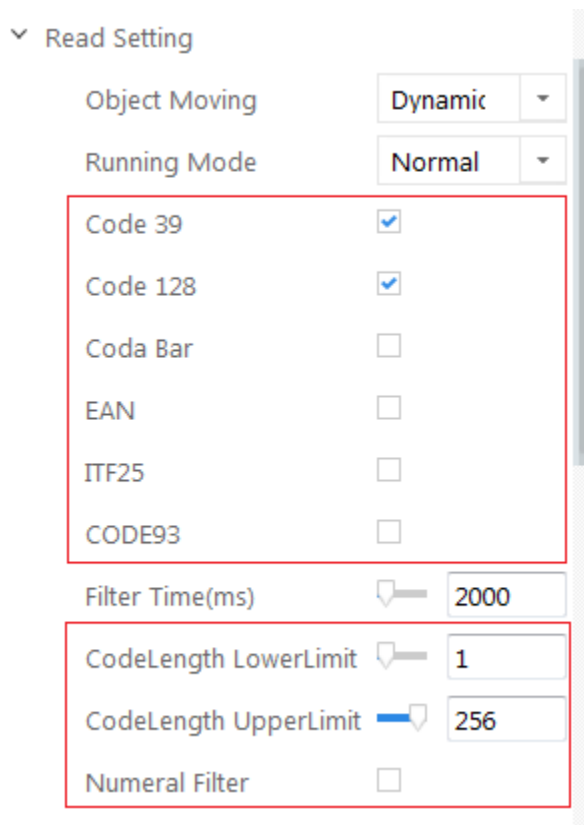 Read Setting
Object Moving Dynamic
Running Mode Normal
Code 39
Code 128
Coda Bar
EAN
ITF25
CODE93
Filter Time(ms) 2000
CodeLength LowerLimit 1
CodeLength UpperLimit 256
Numeral Filter